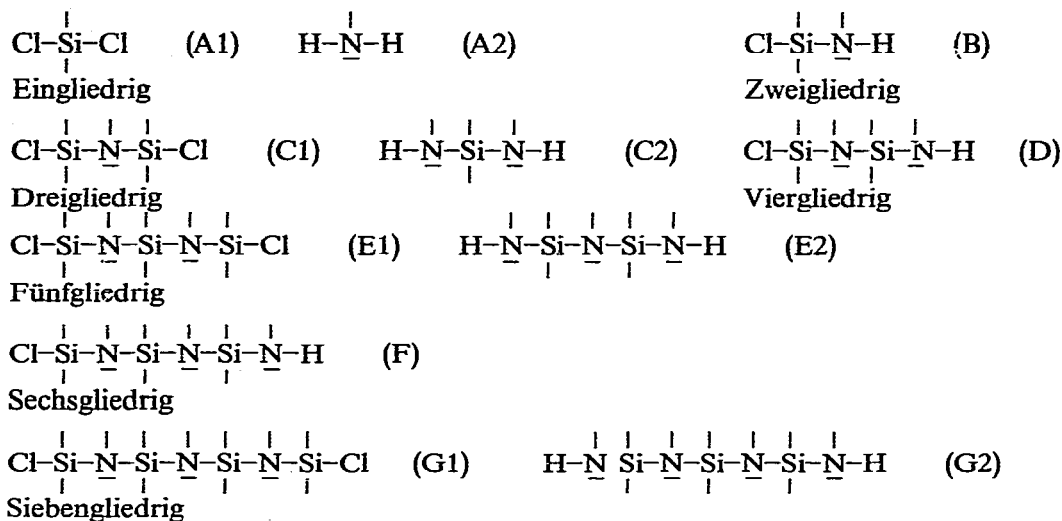 Cl–Si–Cl (A1) H–N–H (A2) Cl–Si–N–H (B)
Eingliedrig Zweigliedrig
Cl–Si–N–Si–Cl (C1) H–N–Si–N–H (C2) Cl–Si–N–Si–N–H (D)
Dreigliedrig Viergliedrig
Cl–Si–N–Si–N–Si–Cl (E1) H–N–Si–N–Si–N–H (E2)
Fünfgliedrig
Cl–Si–N–Si–N–Si–N–H (F)
Sechsgliedrig
Cl–Si–N–Si–N–Si–N–Si–Cl (G1) H–N Si–N–Si–N–Si–N–H (G2)
Siebengliedrig